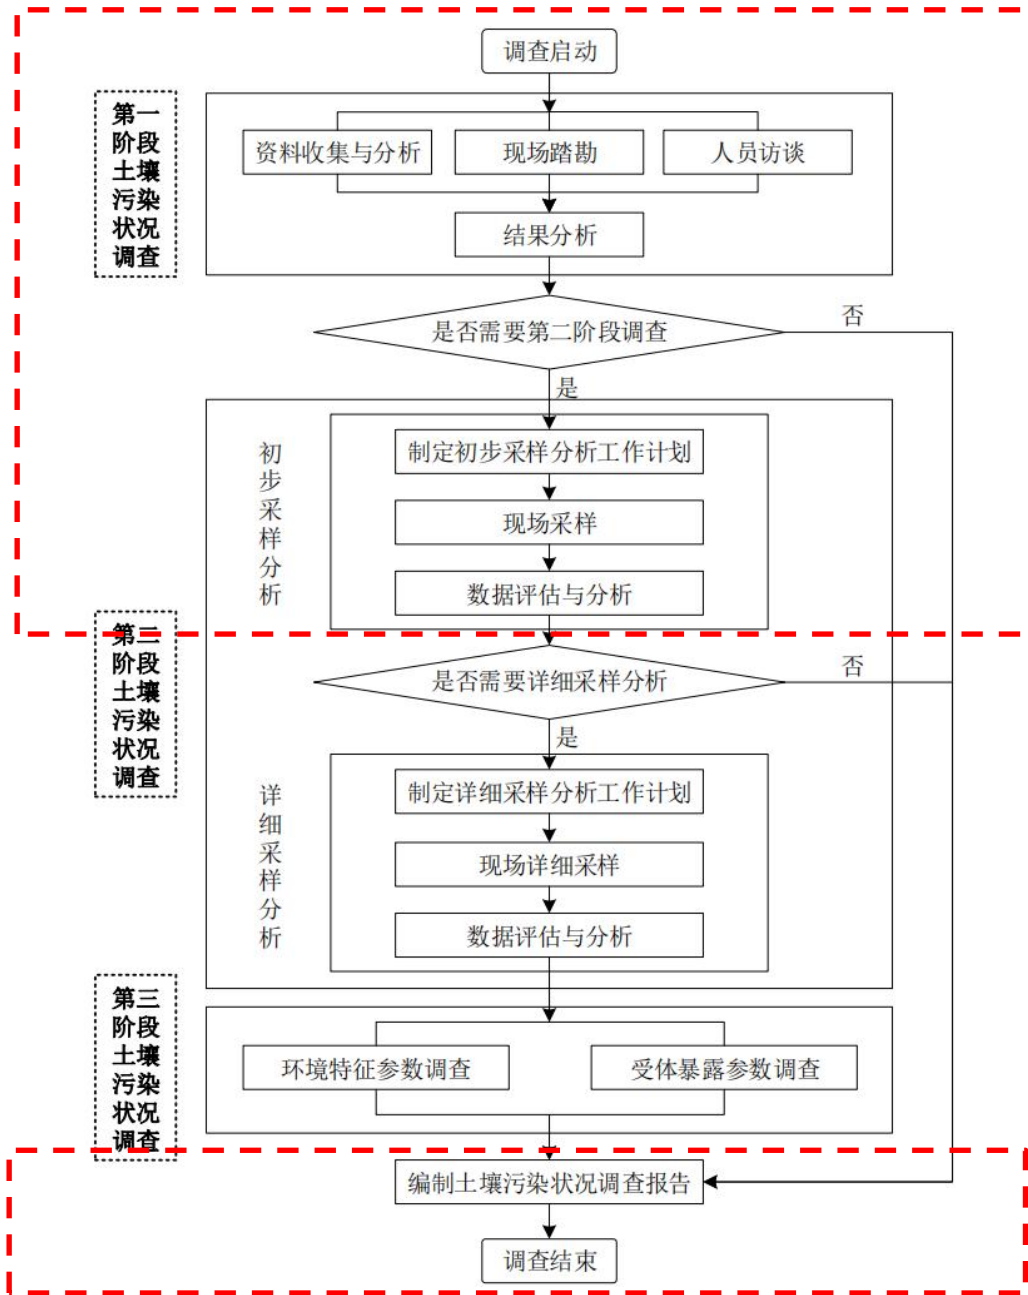 调查启动
第一
阶段
土壤
污染
状况
调查
资料收集与分析
现场踏勘
人员访谈
结果分析
是否需要第二阶段调查
否
是
初
步
采
样
分
析
制定初步采样分析工作计划
现场采样
数据评估与分析
第二
阶段
土壤
污染
状况
调查
是否需要详细采样分析
否
是
详
细
采
样
分
析
制定详细采样分析工作计划
现场详细采样
数据评估与分析
第三
阶段
土壤
污染
状况
调查
环境特征参数调查
受体暴露参数调查
编制土壤污染状况调查报告
调查结束